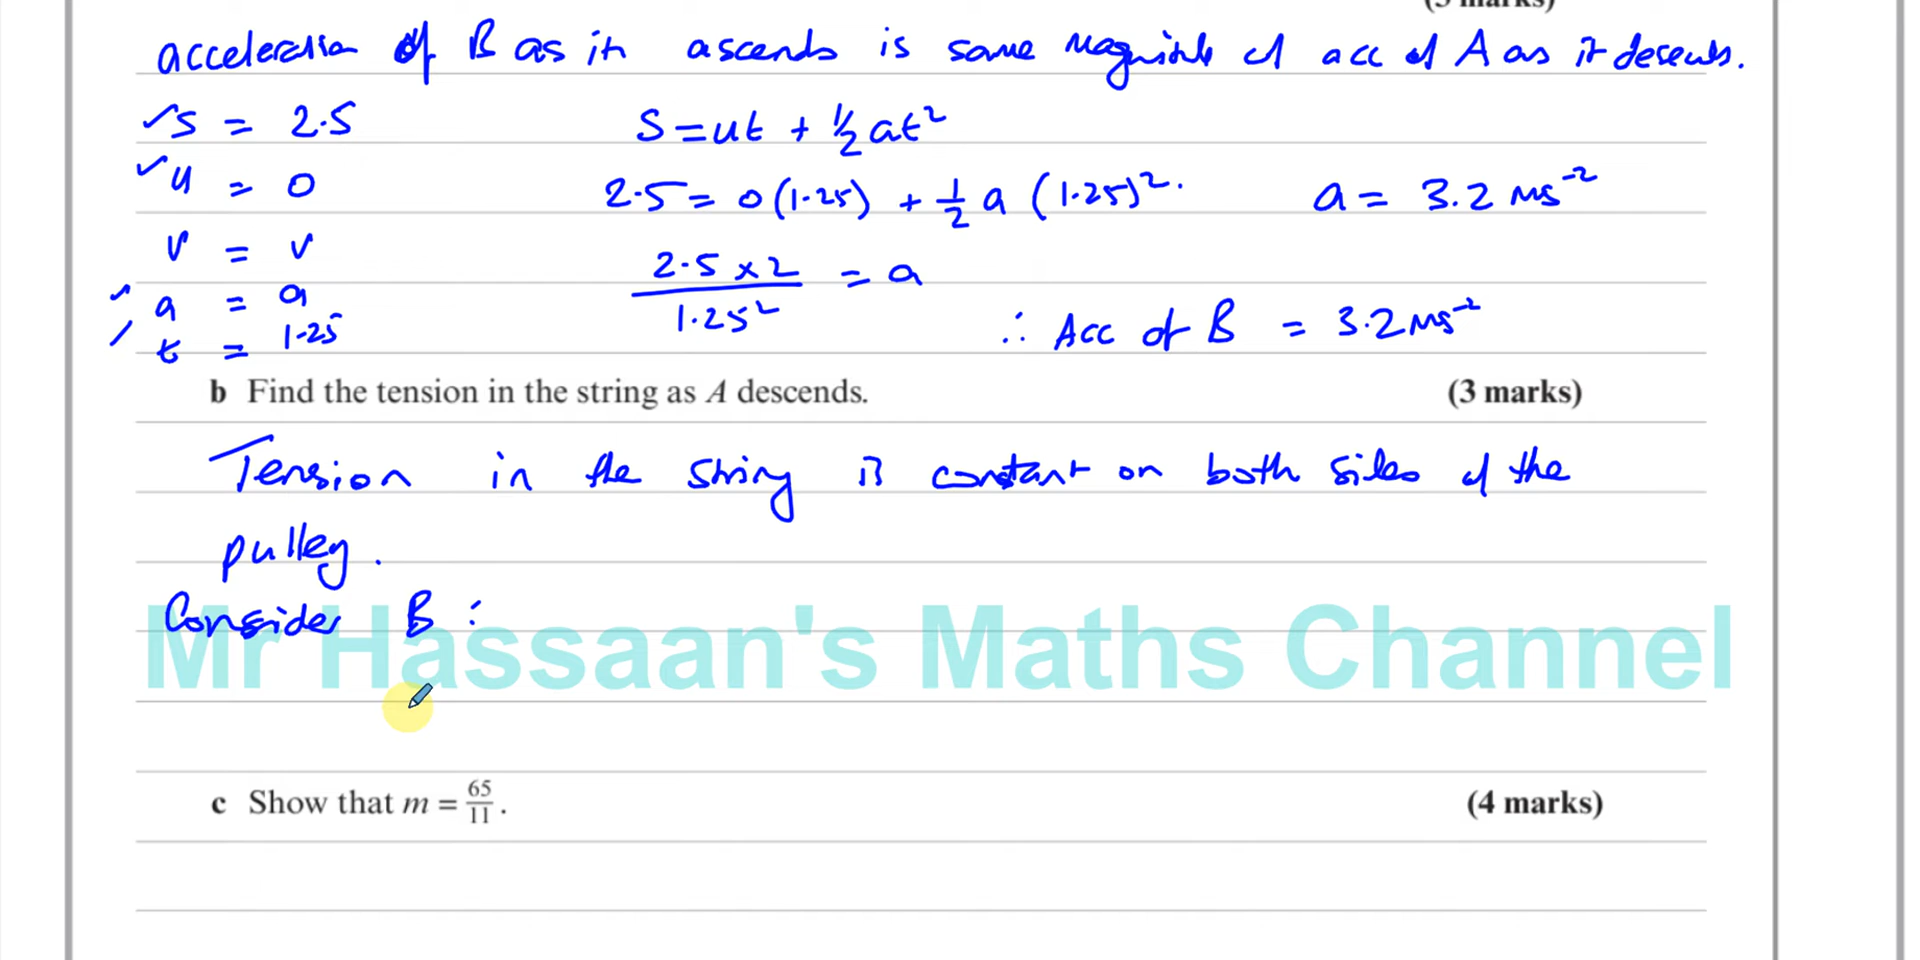 acceleration of B as it ascends is same magnitude of acc of A as it descends.
✓s = 2.5
S = ut + ½at²
✓u = 0
2.5 = 0(1.25) + ½a(1.25)².
a = 3.2 ms⁻²
v = v
2.5 × 2 / 1.25² = a
a = a
t = 1.25
∴ Acc of B = 3.2 ms⁻²
b Find the tension in the string as A descends. (3 marks)
Tension in the string is constant on both sides of the
pulley.
Consider B:
Mr Hassaan's Maths Channel
c Show that m = 65/11. (4 marks)